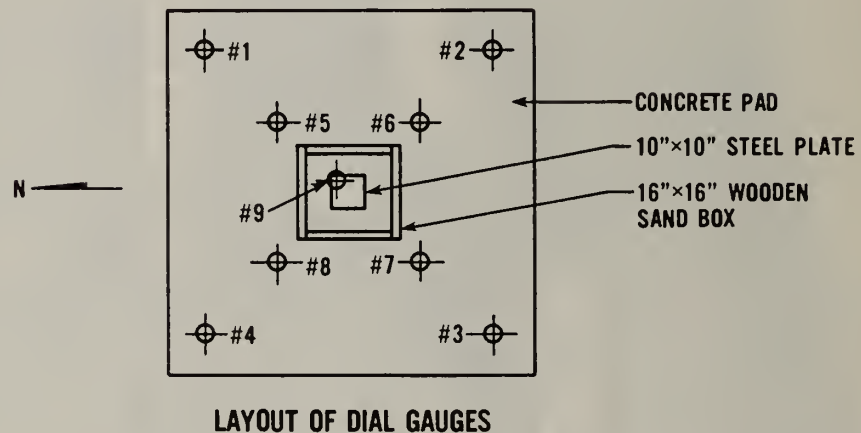 #1
#2
CONCRETE PAD
#5
#6
10"×10" STEEL PLATE
N
#9
16"×16" WOODEN
SAND BOX
#8
#7
#4
#3
LAYOUT OF DIAL GAUGES